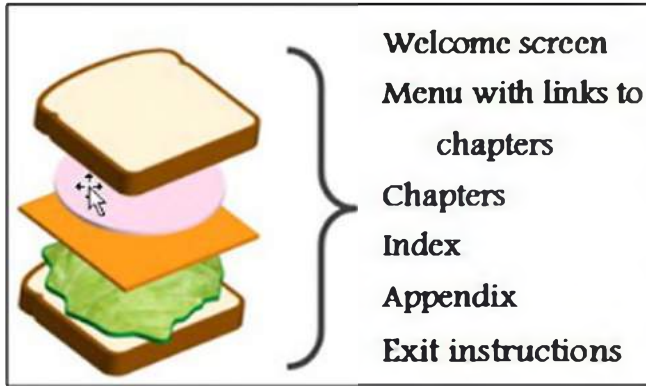 Welcome screen
Menu with links to
chapters
Chapters
Index
Appendix
Exit instructions